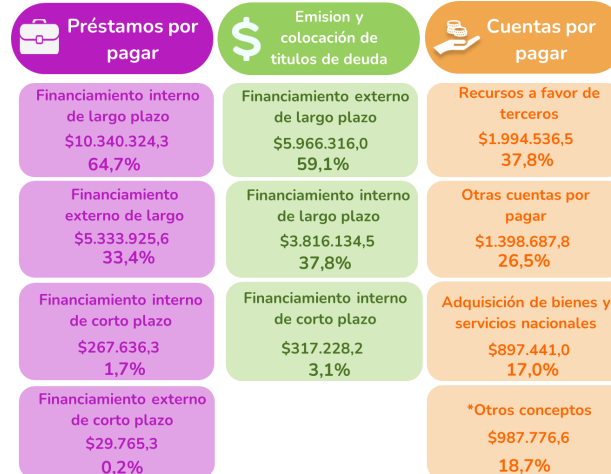 Préstamos por
pagar
Financiamiento interno
de largo plazo
$10.340.324,3
64,7%
Financiamiento
externo de largo
$5.333.925,6
33,4%
Financiamiento interno
de corto plazo
$267.636,3
1,7%
Financiamiento externo
de corto plazo
$29.765,3
0,2%
Emision y
colocación de
titulos de deuda
Financiamiento externo
de largo plazo
$5.966.316,0
59,1%
Financiamiento interno
de largo plazo
$3.816.134,5
37,8%
Financiamiento interno
de corto plazo
$317.228,2
3,1%
Cuentas por
pagar
Recursos a favor de
terceros
$1.994.536,5
37,8%
Otras cuentas por
pagar
$1.398.687,8
26,5%
Adquisición de bienes y
servicios nacionales
$897.441,0
17,0%
*Otros conceptos
$987.776,6
18,7%